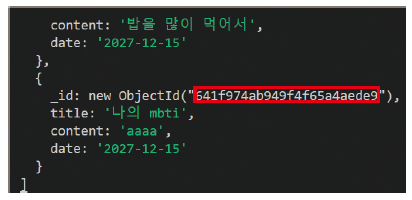 content: '밥을 많이 먹어서',
date: '2027-12-15'
},
{
_id: new ObjectId("641f974ab949f4f65a4aede9"),
title: '나의 mbti',
content: 'aaaa',
date: '2027-12-15'
}
]